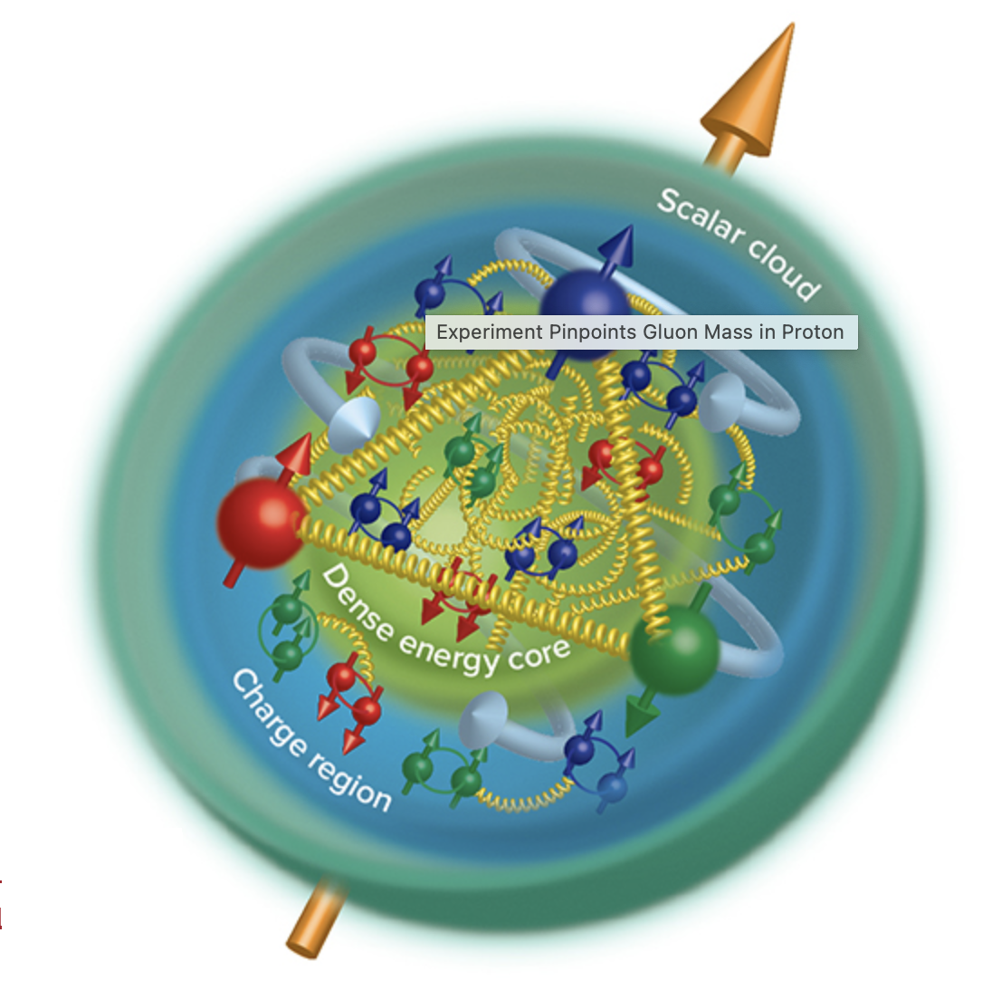 Scalar cloud
Experiment Pinpoints Gluon Mass in Proton
Dense energy core
Charge region